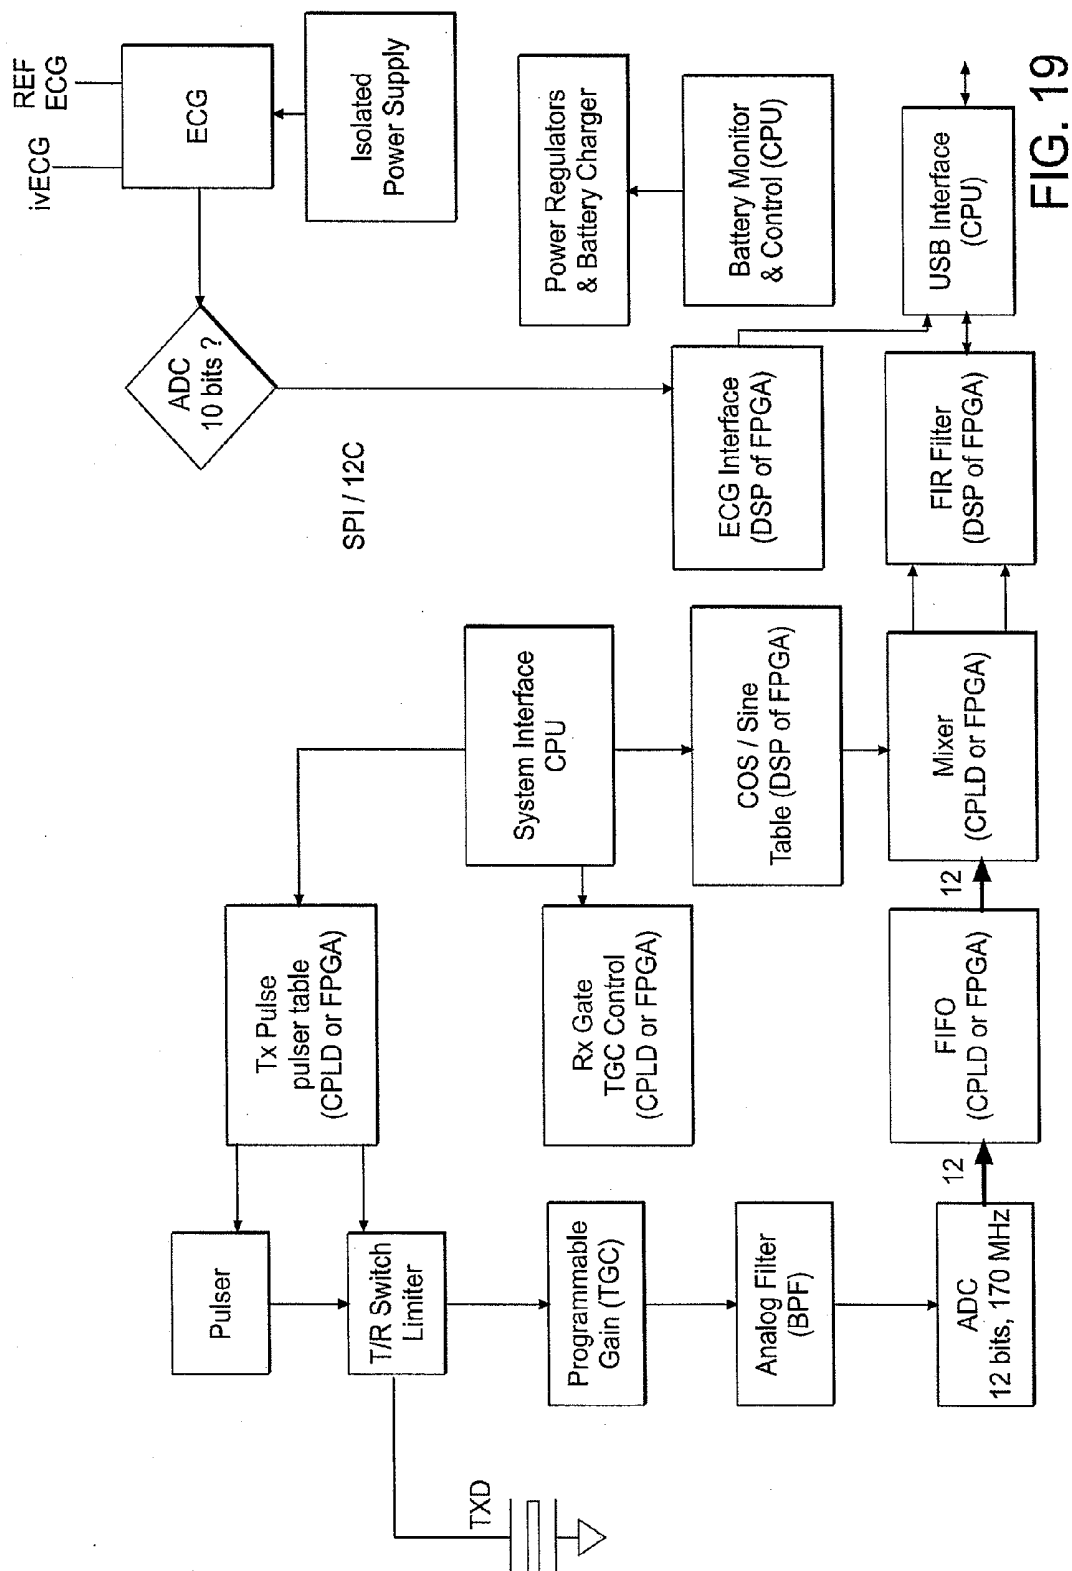 ivECG
REF
ECG
ECG
Isolated
Power Supply
ADC
10 bits ?
SPI / 12C
Power Regulators
& Battery Charger
Battery Monitor
& Control (CPU)
ECG Interface
(DSP of FPGA)
USB Interface
(CPU)
FIR Filter
(DSP of FPGA)
System Interface
CPU
COS / Sine
Table (DSP of FPGA)
Mixer
(CPLD or FPGA)
Tx Pulse
pulser table
(CPLD or FPGA)
Rx Gate
TGC Control
(CPLD or FPGA)
12
FIFO
(CPLD or FPGA)
12
Pulser
T/R Switch
Limiter
Programmable
Gain (TGC)
Analog Filter
(BPF)
ADC
12 bits, 170 MHz
TXD
FIG. 19